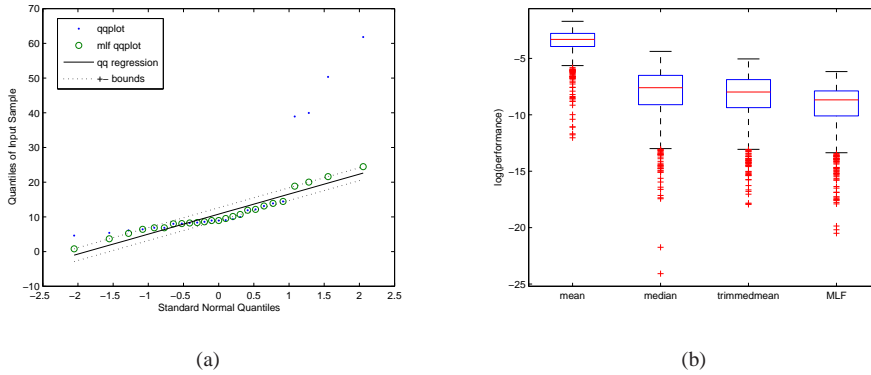 70
60
50
40
30
20
10
0
−10
Quantiles of Input Sample
qqplot
mlf qqplot
qq regression
+− bounds
−2.5 −2 −1.5 −1 −0.5 0 0.5 1 1.5 2 2.5
Standard Normal Quantiles
(a)
−5
−10
−15
−20
−25
log(performance)
mean median trimmedmean MLF
(b)